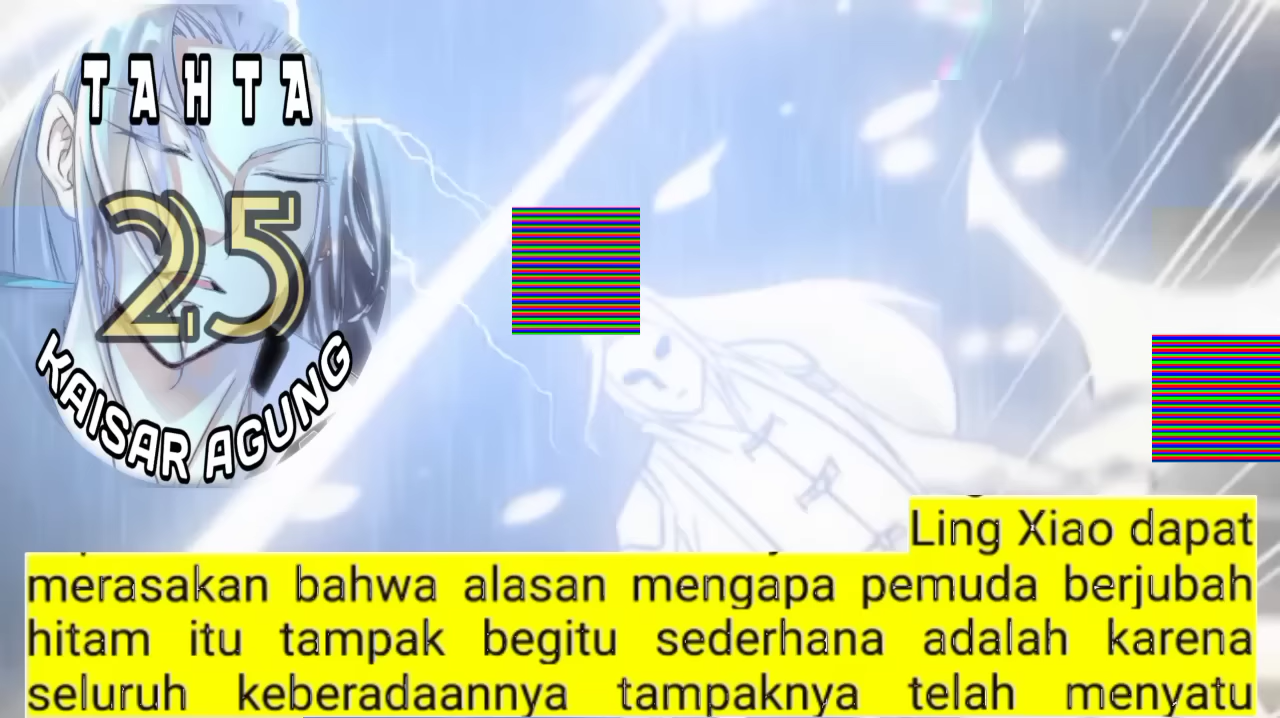 TAHTA
25
KAISAR AGUNG
Ling Xiao dapat
merasakan bahwa alasan mengapa pemuda berjubah
hitam itu tampak begitu sederhana adalah karena
seluruh keberadaannya tampaknya telah menyatu